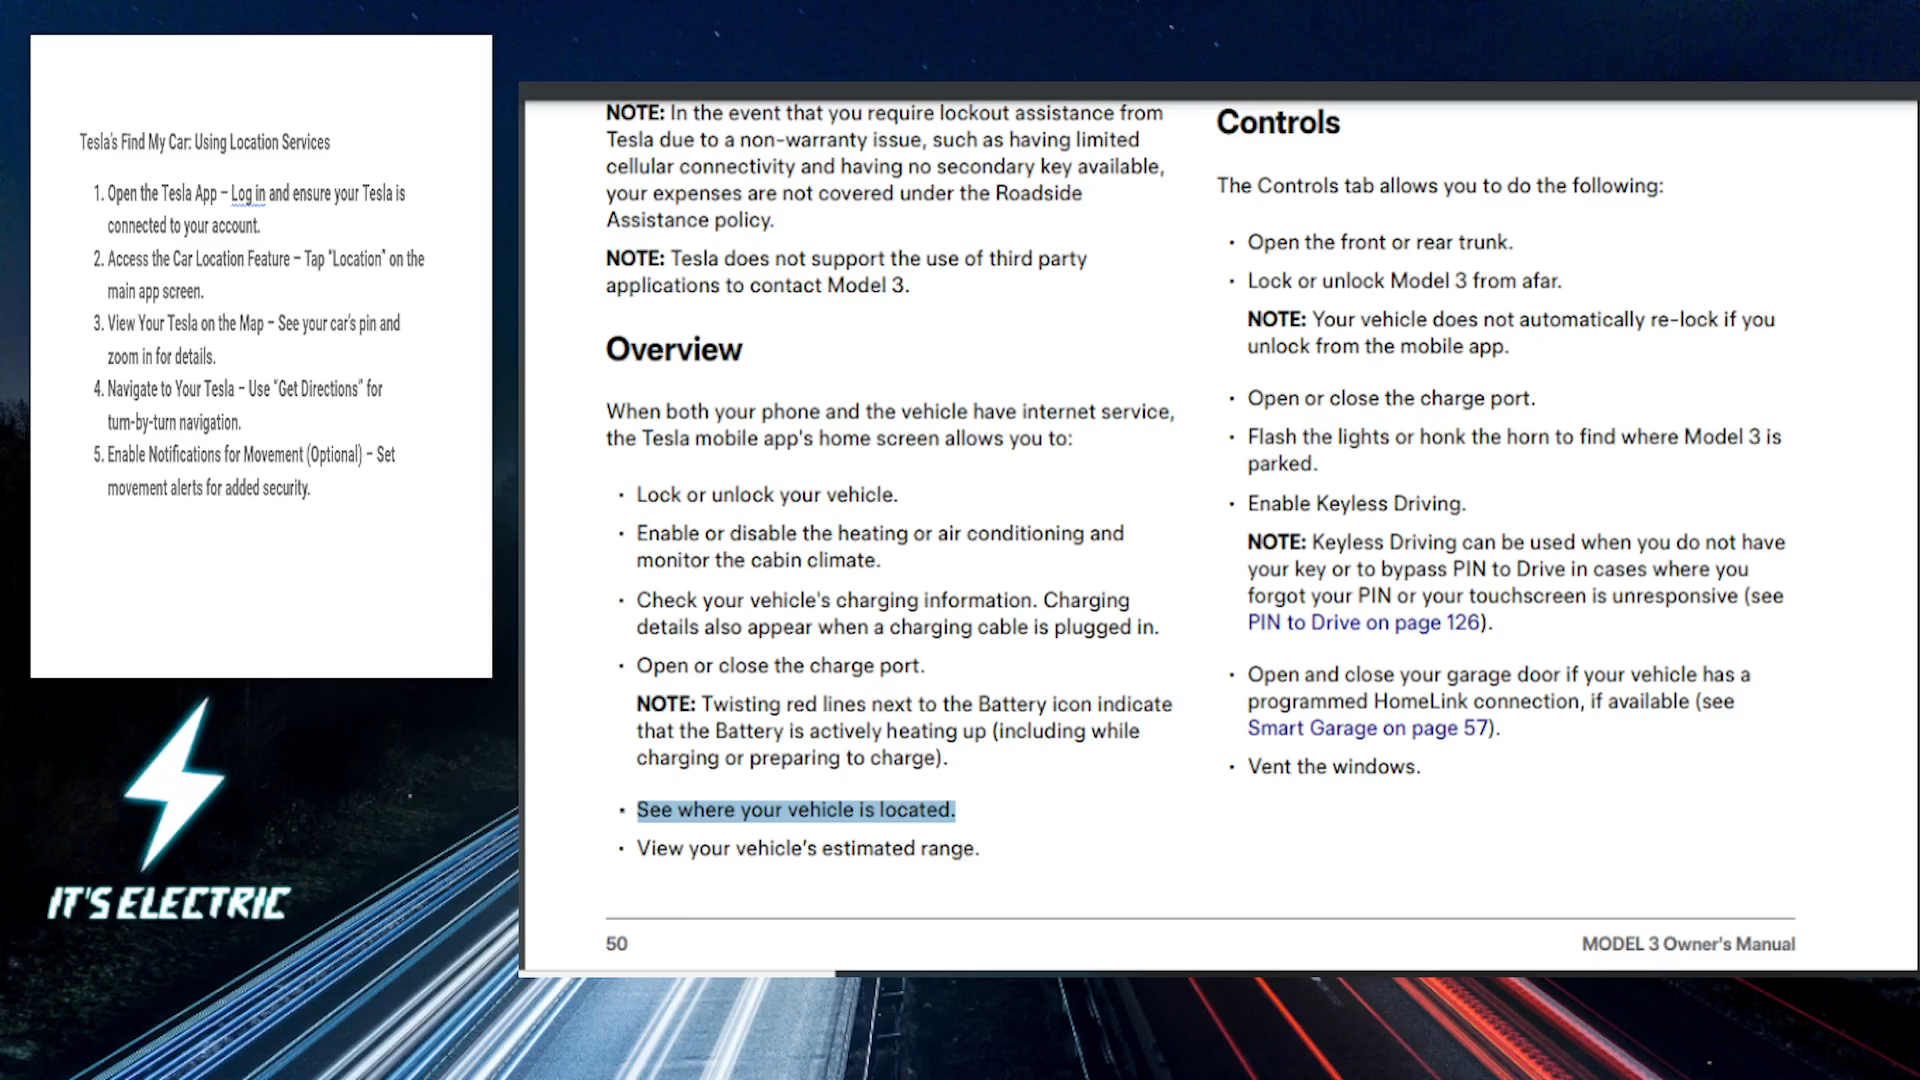 Tesla's Find My Car: Using Location Services
1. Open the Tesla App – Log in and ensure your Tesla is
connected to your account.
2. Access the Car Location Feature – Tap "Location" on the
main app screen.
3. View Your Tesla on the Map – See your car's pin and
zoom in for details.
4. Navigate to Your Tesla – Use "Get Directions" for
turn-by-turn navigation.
5. Enable Notifications for Movement (Optional) – Set
movement alerts for added security.
IT'S ELECTRIC
NOTE: In the event that you require lockout assistance from
Tesla due to a non-warranty issue, such as having limited
cellular connectivity and having no secondary key available,
your expenses are not covered under the Roadside
Assistance policy.
NOTE: Tesla does not support the use of third party
applications to contact Model 3.
Overview
When both your phone and the vehicle have internet service,
the Tesla mobile app's home screen allows you to:
• Lock or unlock your vehicle.
• Enable or disable the heating or air conditioning and
monitor the cabin climate.
• Check your vehicle's charging information. Charging
details also appear when a charging cable is plugged in.
• Open or close the charge port.
NOTE: Twisting red lines next to the Battery icon indicate
that the Battery is actively heating up (including while
charging or preparing to charge).
• See where your vehicle is located.
• View your vehicle's estimated range.
Controls
The Controls tab allows you to do the following:
• Open the front or rear trunk.
• Lock or unlock Model 3 from afar.
NOTE: Your vehicle does not automatically re-lock if you
unlock from the mobile app.
• Open or close the charge port.
• Flash the lights or honk the horn to find where Model 3 is
parked.
• Enable Keyless Driving.
NOTE: Keyless Driving can be used when you do not have
your key or to bypass PIN to Drive in cases where you
forgot your PIN or your touchscreen is unresponsive (see
PIN to Drive on page 126).
• Open and close your garage door if your vehicle has a
programmed HomeLink connection, if available (see
Smart Garage on page 57).
• Vent the windows.
50
MODEL 3 Owner's Manual